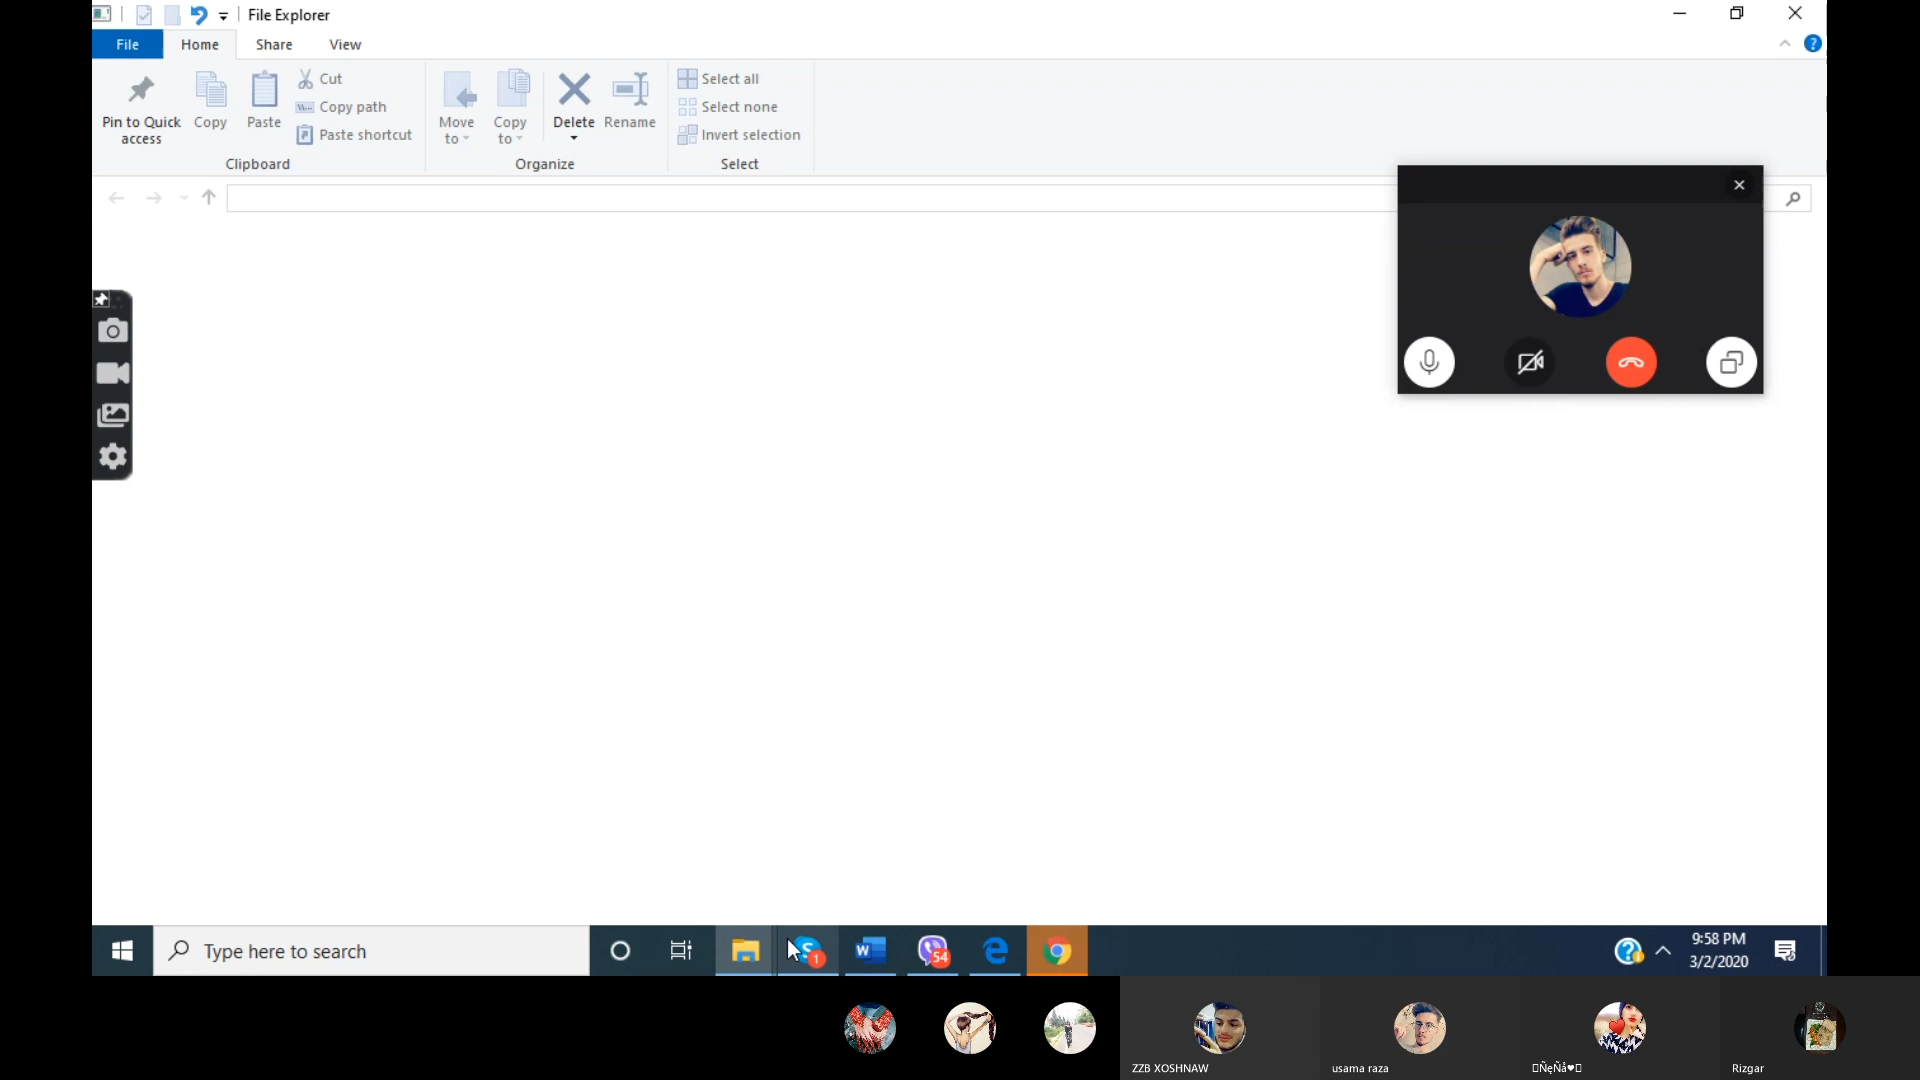 File Explorer
File
Home
Share
View
Pin to Quick
access
Copy
Paste
Cut
Copy path
Paste shortcut
Move
to
Copy
to
Delete
Rename
Select all
Select none
Invert selection
Clipboard
Organize
Select
Type here to search
1
54
9:58 PM
3/2/2020
ZZB XOSHNAW
usama raza
ÑęÑå♥
Rizgar